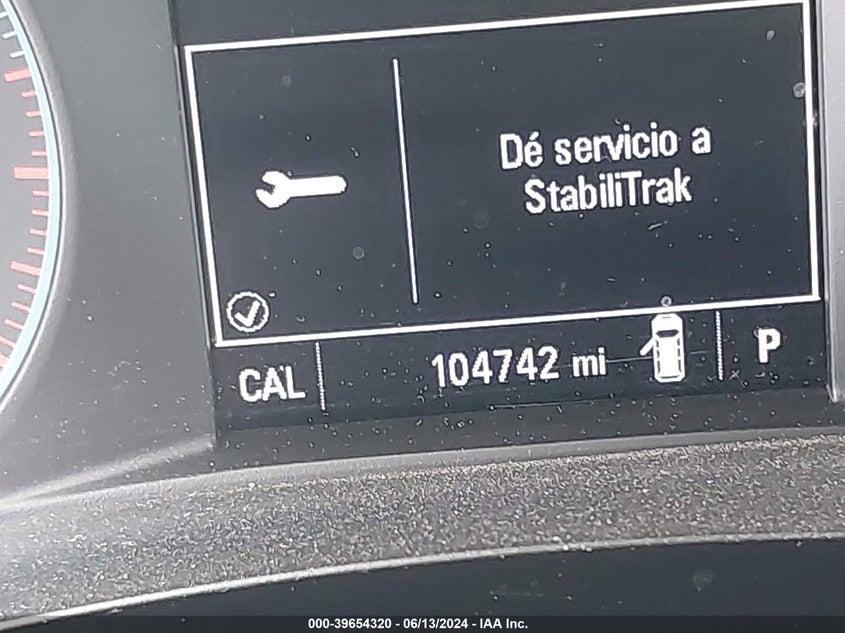 Dé servicio a
StabiliTrak
CAL
104742 mi
P
000-39654320 - 06/13/2024 - IAA Inc.